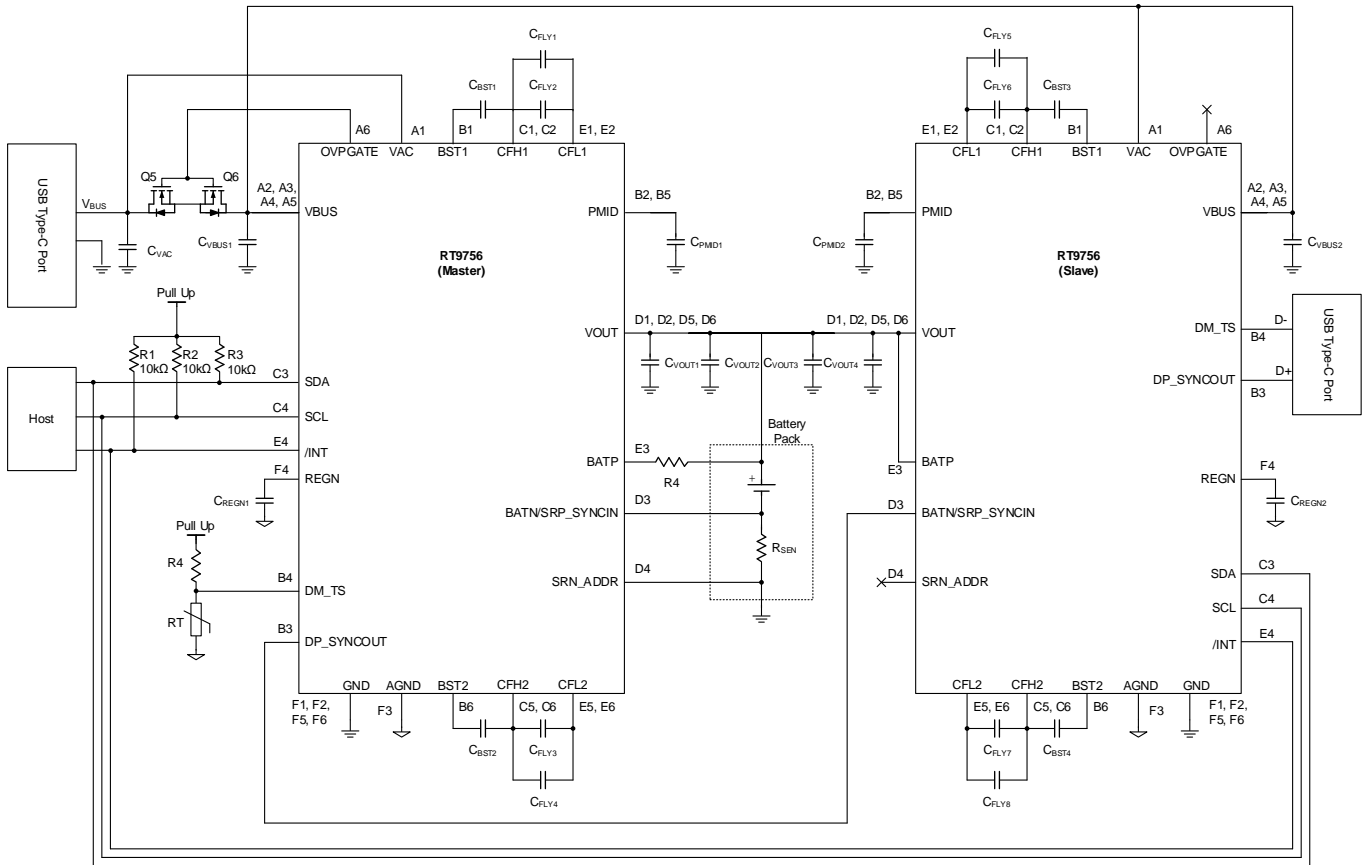 CFLY1
CFLY5
CBST1
CFLY2
CFLY6
CBST3
A6
A1
B1
C1, C2
E1, E2
E1, E2
C1, C2
B1
A1
A6
OVPGATE
VAC
BST1
CFH1
CFL1
CFL1
CFH1
BST1
VAC
OVPGATE
USB Type-C Port
VBUS
Q5
Q6
A2, A3,
A4, A5
VBUS
CVAC
CVBUS1
B2, B5
PMID
CPMID1
B2, B5
PMID
CPMID2
A2, A3,
A4, A5
VBUS
CVBUS2
RT9756
(Master)
RT9756
(Slave)
Pull Up
R1
10kΩ
R2
10kΩ
R3
10kΩ
VOUT
D1, D2, D5, D6
D1, D2, D5, D6
VOUT
CVOUT1
CVOUT2
CVOUT3
CVOUT4
DM_TS
D-
B4
DP_SYNCOUT
D+
B3
USB Type-C Port
Host
C3
SDA
C4
SCL
E4
/INT
F4
REGN
CREGN1
Battery
Pack
BATP
E3
R4
+
E3
BATP
BATN/SRP_SYNCIN
D3
RSEN
D3
BATN/SRP_SYNCIN
SRN_ADDR
D4
D4
SRN_ADDR
F4
REGN
CREGN2
Pull Up
R4
B4
DM_TS
RT
B3
DP_SYNCOUT
C3
SDA
C4
SCL
E4
/INT
GND
AGND
BST2
CFH2
CFL2
CFL2
CFH2
BST2
AGND
GND
F1, F2,
F5, F6
F3
B6
C5, C6
E5, E6
E5, E6
C5, C6
B6
F3
F1, F2,
F5, F6
CBST2
CFLY3
CFLY7
CBST4
CFLY4
CFLY8